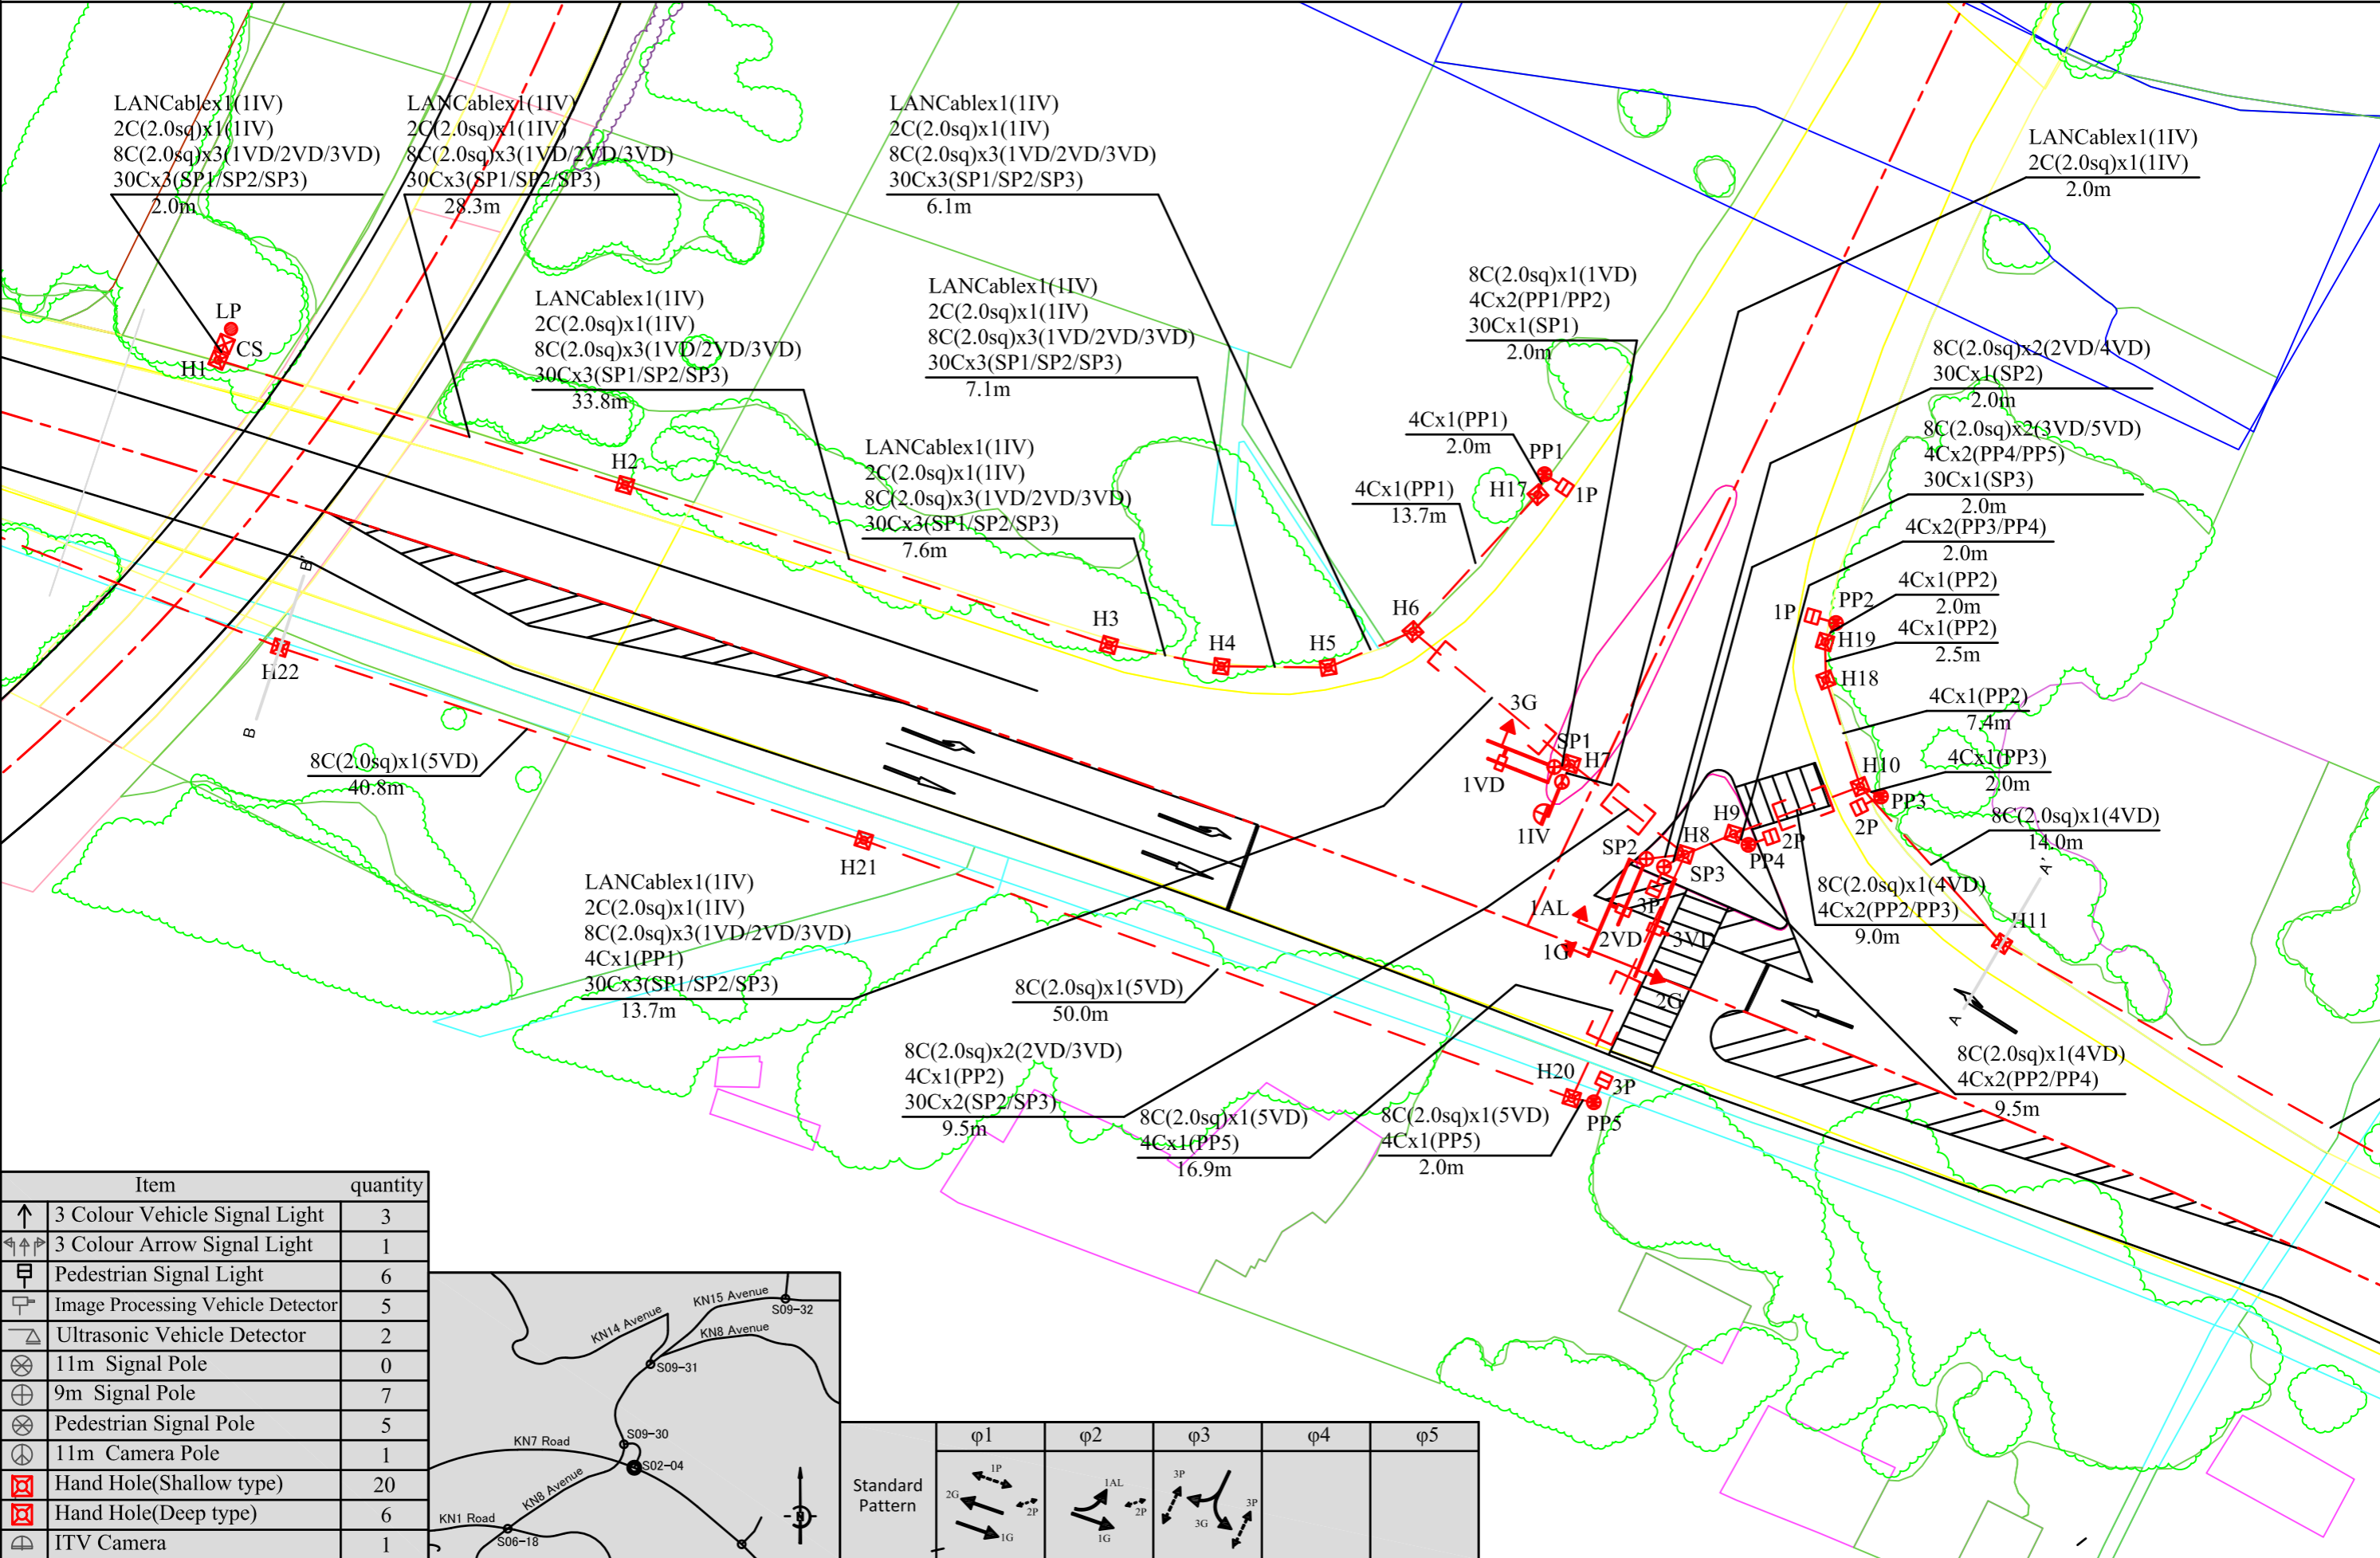 LANCablex1(1IV)
2C(2.0sq)x1(1IV)
8C(2.0sq)x3(1VD/2VD/3VD)
30Cx3(SP1/SP2/SP3)
2.0m
LANCablex1(1IV)
2C(2.0sq)x1(1IV)
8C(2.0sq)x3(1VD/2VD/3VD)
30Cx3(SP1/SP2/SP3)
28.3m
LANCablex1(1IV)
2C(2.0sq)x1(1IV)
8C(2.0sq)x3(1VD/2VD/3VD)
30Cx3(SP1/SP2/SP3)
6.1m
LANCablex1(1IV)
2C(2.0sq)x1(1IV)
2.0m
LANCablex1(1IV)
2C(2.0sq)x1(1IV)
8C(2.0sq)x3(1VD/2VD/3VD)
30Cx3(SP1/SP2/SP3)
33.8m
LANCablex1(1IV)
2C(2.0sq)x1(1IV)
8C(2.0sq)x3(1VD/2VD/3VD)
30Cx3(SP1/SP2/SP3)
7.1m
8C(2.0sq)x1(1VD)
4Cx2(PP1/PP2)
30Cx1(SP1)
2.0m
8C(2.0sq)x2(2VD/4VD)
30Cx1(SP2)
2.0m
8C(2.0sq)x2(3VD/5VD)
4Cx2(PP4/PP5)
30Cx1(SP3)
2.0m
LANCablex1(1IV)
2C(2.0sq)x1(1IV)
8C(2.0sq)x3(1VD/2VD/3VD)
30Cx3(SP1/SP2/SP3)
7.6m
4Cx1(PP1)
2.0m
4Cx1(PP1)
13.7m
4Cx2(PP3/PP4)
2.0m
4Cx1(PP2)
2.0m
4Cx1(PP2)
2.5m
4Cx1(PP2)
7.4m
4Cx1(PP3)
2.0m
8C(2.0sq)x1(4VD)
14.0m
8C(2.0sq)x1(4VD)
4Cx2(PP2/PP3)
9.0m
8C(2.0sq)x1(4VD)
4Cx2(PP2/PP4)
9.5m
LP
CS
H1
H2
H3
H4
H5
H6
PP1
H17
1P
1P
PP2
H19
H18
H10
PP3
2P
H9
2P
PP4
H8
SP3
SP2
3P
1AL
2VD
3VD
1G
2G
3G
SP1
H7
1VD
1IV
H11
A'
A
B'
B
H22
8C(2.0sq)x1(5VD)
40.8m
H21
LANCablex1(1IV)
2C(2.0sq)x1(1IV)
8C(2.0sq)x3(1VD/2VD/3VD)
4Cx1(PP1)
30Cx3(SP1/SP2/SP3)
13.7m
8C(2.0sq)x1(5VD)
50.0m
8C(2.0sq)x2(2VD/3VD)
4Cx1(PP2)
30Cx2(SP2/SP3)
9.5m
8C(2.0sq)x1(5VD)
4Cx1(PP5)
16.9m
8C(2.0sq)x1(5VD)
4Cx1(PP5)
2.0m
H20
3P
PP5
Item quantity
3 Colour Vehicle Signal Light 3
3 Colour Arrow Signal Light 1
Pedestrian Signal Light 6
Image Processing Vehicle Detector 5
Ultrasonic Vehicle Detector 2
11m Signal Pole 0
9m Signal Pole 7
Pedestrian Signal Pole 5
11m Camera Pole 1
Hand Hole(Shallow type) 20
Hand Hole(Deep type) 6
ITV Camera 1
KN14 Avenue
KN15 Avenue
S09-32
KN8 Avenue
S09-31
S09-30
KN7 Road
S02-04
KN8 Avenue
KN1 Road
S06-18
N
Standard
Pattern
φ1 φ2 φ3 φ4 φ5
1P
2G
2P
1G
1AL
2P
1G
3P
3P
3G